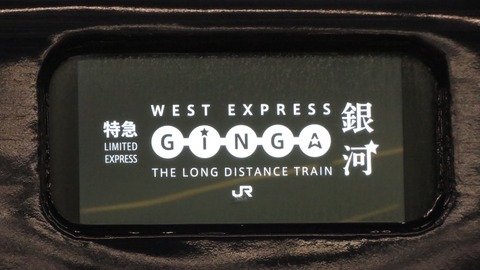 特急
LIMITED
EXPRESS
WEST EXPRESS
GiNGA
THE LONG DISTANCE TRAIN
JR
銀河